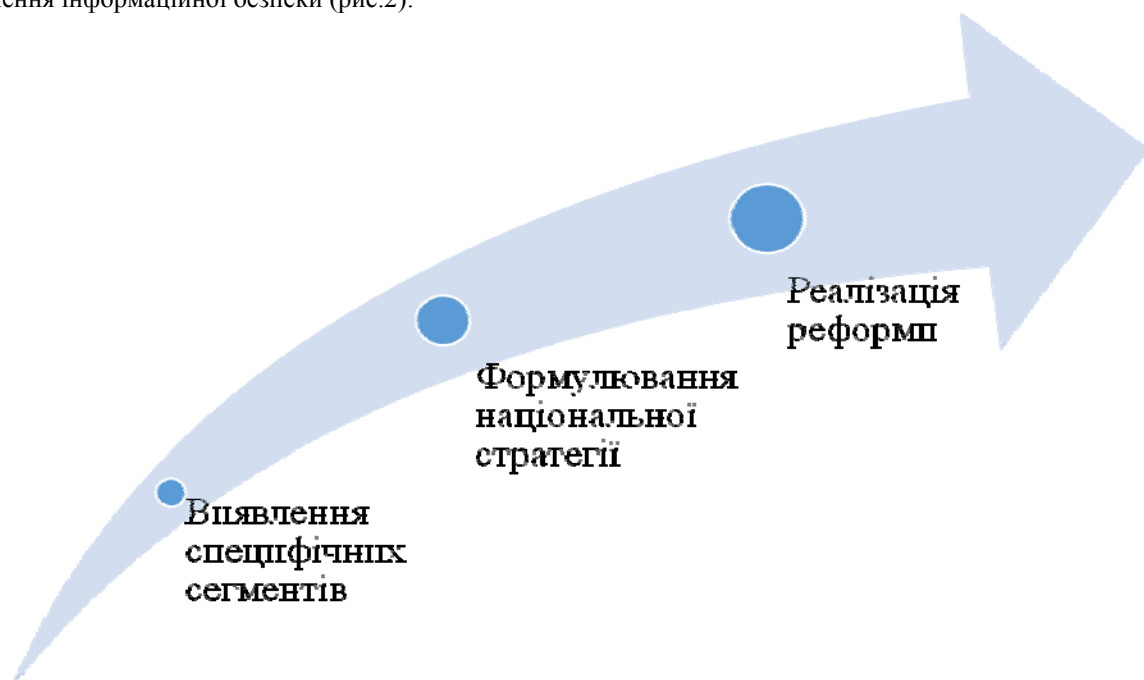 ення інформаційної безпеки (рис.2).
Реалізація
реформи
Формулювання
національної
стратегії
Виявлення
специфічних
сегментів